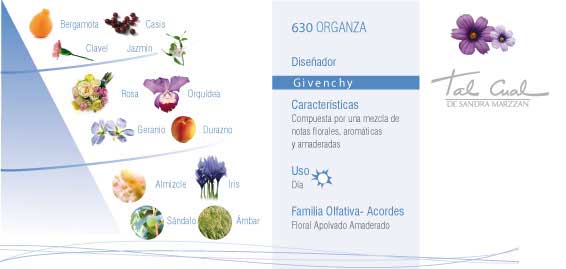 Bergamota
Casis
Clavel
Jazmín
Rosa
Orquídea
Geranio
Durazno
Almizcle
Iris
Sándalo
Ámbar
630 ORGANZA
Diseñador
Givenchy
Características
Compuesta por una mezcla de
notas florales, aromáticas
y amaderadas
Uso
Día
Familia Olfativa- Acordes
Floral Apolvado Amaderado
Tal Cual
DE SANDRA MARZZAN